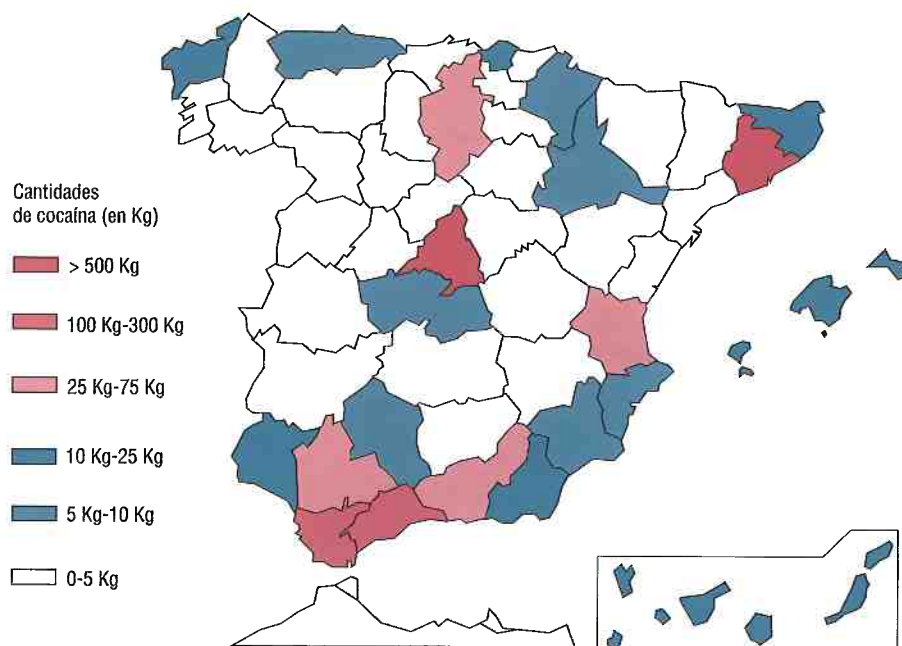 Cantidades
de cocaína (en Kg)
> 500 Kg
100 Kg-300 Kg
25 Kg-75 Kg
10 Kg-25 Kg
5 Kg-10 Kg
0-5 Kg